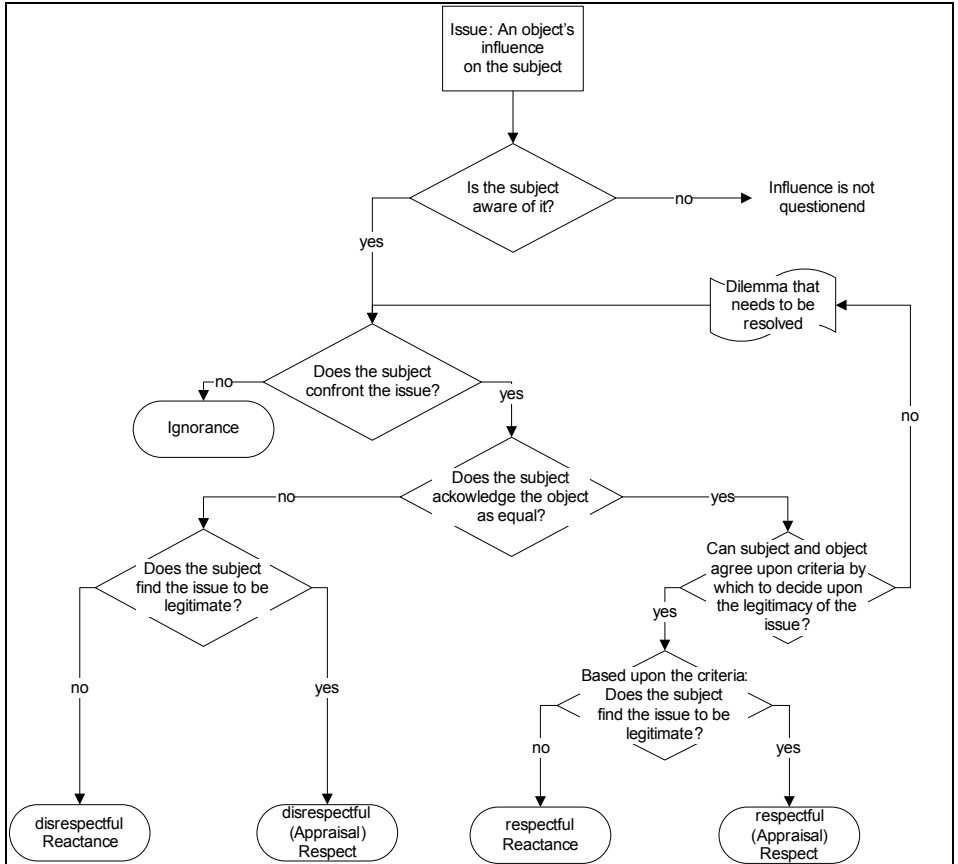 Issue: An object's
influence
on the subject
Is the subject
aware of it?
no
Influence is not
questionend
yes
Dilemma that
needs to be
resolved
Does the subject
confront the issue?
no
yes
no
Ignorance
Does the subject
ackowledge the object
as equal?
no
yes
Can subject and object
agree upon criteria by
which to decide upon
the legitimacy of the
issue?
Does the subject
find the issue to be
legitimate?
yes
Based upon the criteria:
Does the subject
find the issue to be
legitimate?
no
yes
no
yes
disrespectful
Reactance
disrespectful
(Appraisal)
Respect
respectful
Reactance
respectful
(Appraisal)
Respect